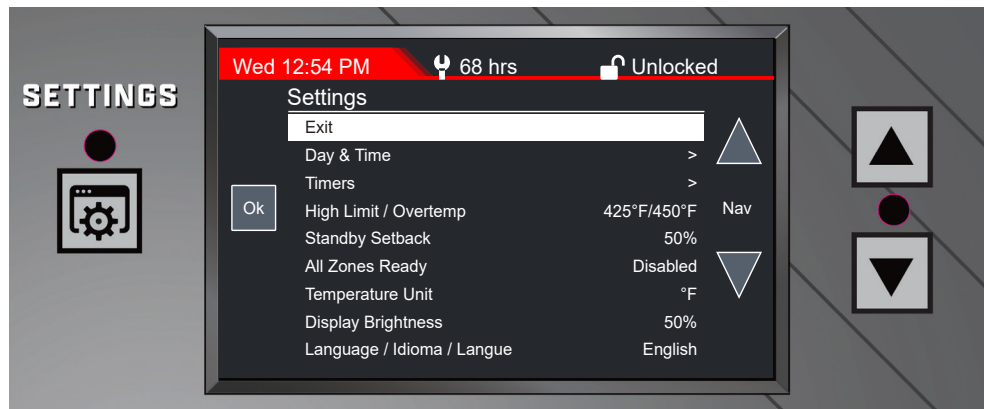 SETTINGS
Wed 12:54 PM 68 hrs Unlocked
Settings
Exit
Day & Time >
Timers >
Ok
High Limit / Overtemp 425°F/450°F
Nav
Standby Setback 50%
All Zones Ready Disabled
Temperature Unit °F
Display Brightness 50%
Language / Idioma / Langue English